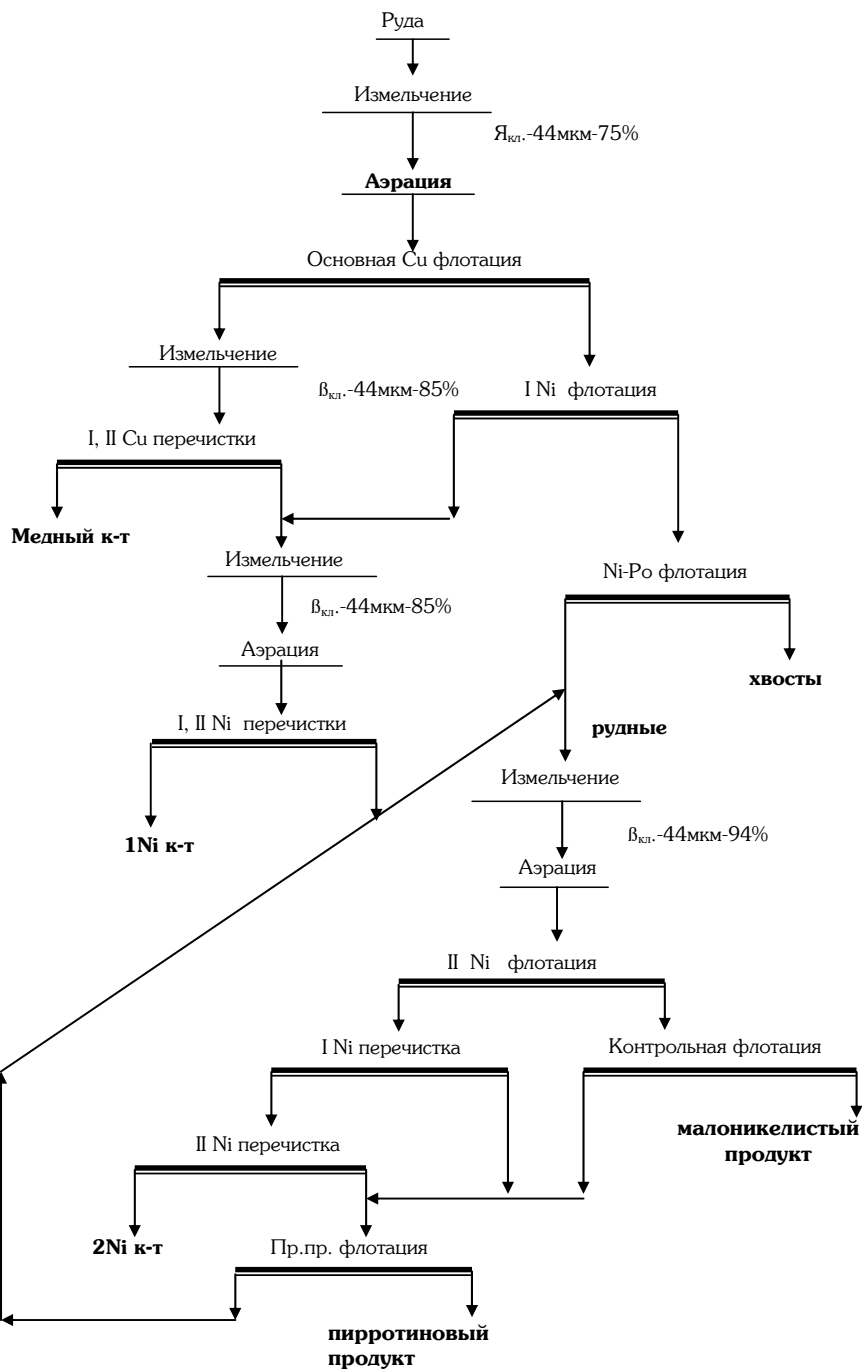 Руда
Измельчение
Якл.-44мкм-75%
Аэрация
Основная Cu флотация
Измельчение
ßкл.-44мкм-85%
I Ni флотация
I, II Cu перечистки
Медный к-т
Измельчение
Ni-Po флотация
ßкл.-44мкм-85%
Аэрация
хвосты
I, II Ni перечистки
рудные
Измельчение
1Ni к-т
ßкл.-44мкм-94%
Аэрация
II Ni флотация
I Ni перечистка
Контрольная флотация
малоникелистый
продукт
II Ni перечистка
2Ni к-т
Пр.пр. флотация
пирротиновый
продукт